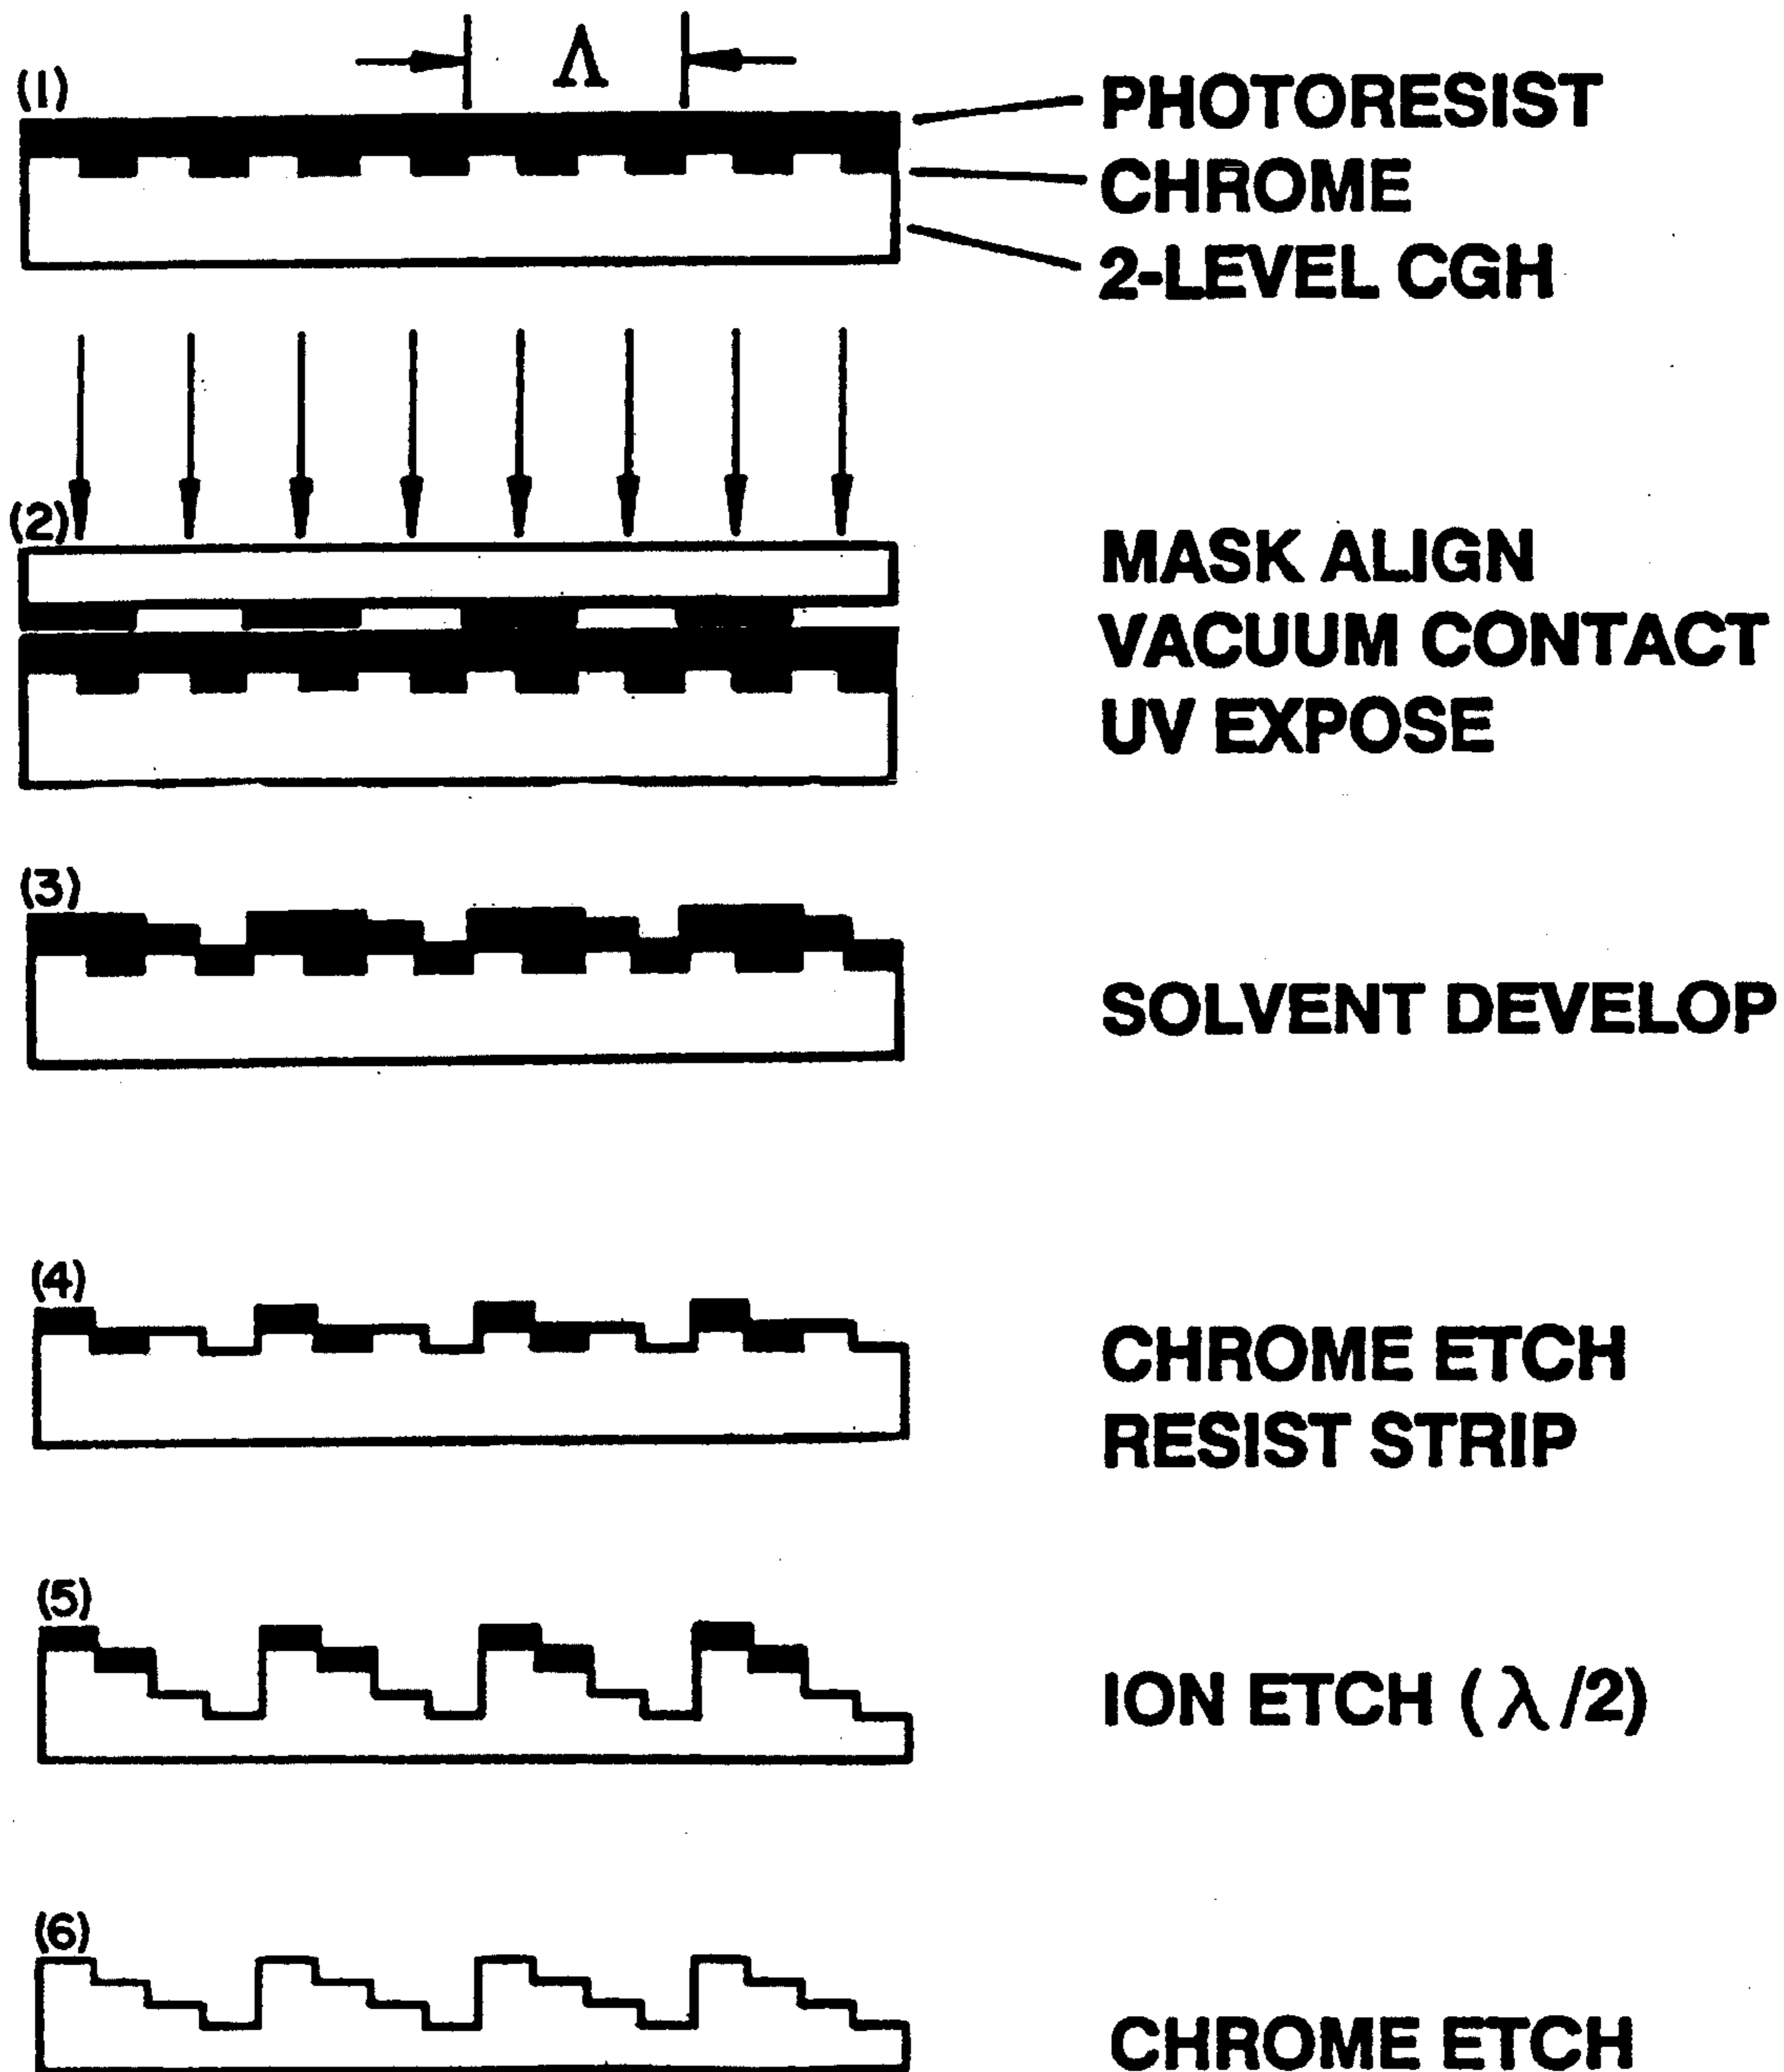 Λ
(1)
PHOTORESIST
CHROME
2-LEVEL CGH
(2)
MASK ALIGN
VACUUM CONTACT
UV EXPOSE
(3)
SOLVENT DEVELOP
(4)
CHROME ETCH
RESIST STRIP
(5)
ION ETCH (λ/2)
(6)
CHROME ETCH